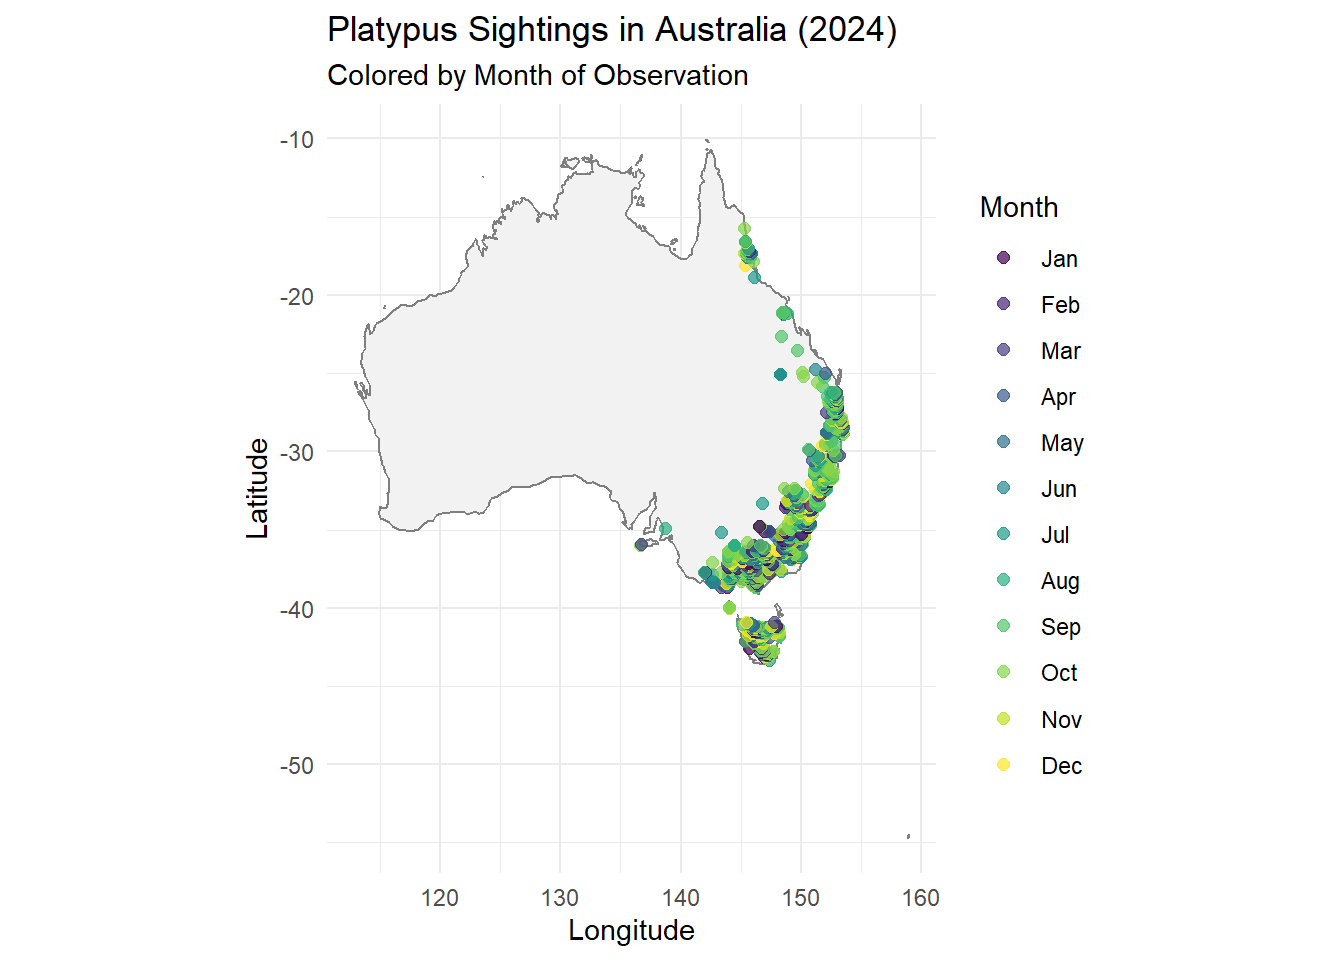 Platypus Sightings in Australia (2024)
Colored by Month of Observation
-10
-20
-30
-40
-50
Latitude
120 130 140 150 160
Longitude
Month
Jan
Feb
Mar
Apr
May
Jun
Jul
Aug
Sep
Oct
Nov
Dec